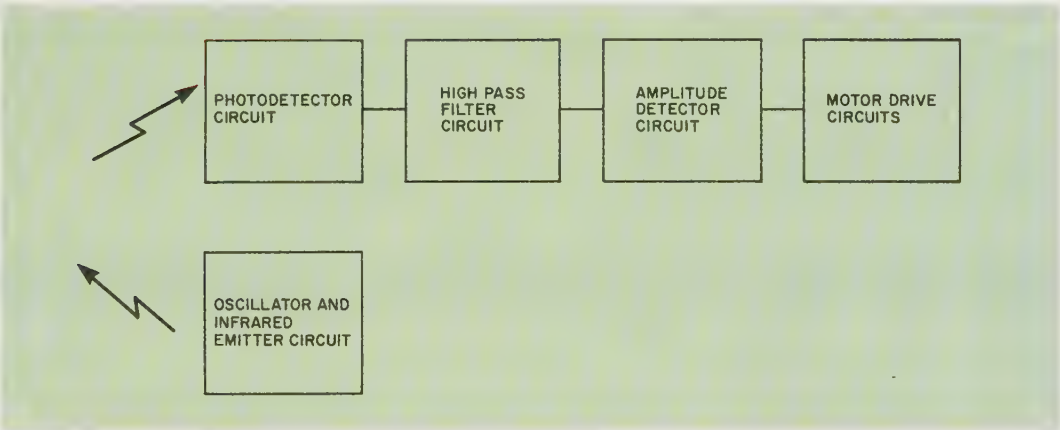 PHOTODETECTOR
CIRCUIT
HIGH PASS
FILTER
CIRCUIT
AMPLITUDE
DETECTOR
CIRCUIT
MOTOR DRIVE
CIRCUITS
OSCILLATOR AND
INFRARED
EMITTER CIRCUIT